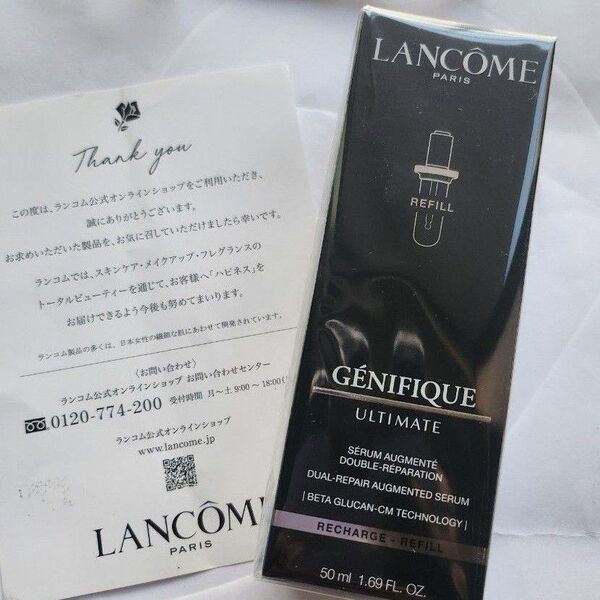 Thank you
この度は、ランコム公式オンラインショップをご利用いただき、
誠にありがとうございます。
お求めいただいた製品を、お気に召していただけましたら幸いです。
ランコムでは、スキンケア・メイクアップ・フレグランスの
トータルビューティーを通じて、お客様へ「ハピネス」を
お届けできるよう今後も努めてまいります。
ランコム製品の多くは、日本女性の繊細な肌にあわせて開発されています。
〈お問い合わせ〉
ランコム公式オンラインショップ お問い合わせセンター
0120-774-200 受付時間 月～土 9:00～18:00
ランコム公式オンラインショップ
www.lancome.jp
LANCÔME
PARIS
LANCÔME
PARIS
REFILL
GÉNIFIQUE
ULTIMATE
SÉRUM AUGMENTÉ
DOUBLE-RÉPARATION
DUAL-REPAIR AUGMENTED SERUM
| BETA GLUCAN-CM TECHNOLOGY |
RECHARGE - REFILL
50 ml 1.69 FL. OZ.